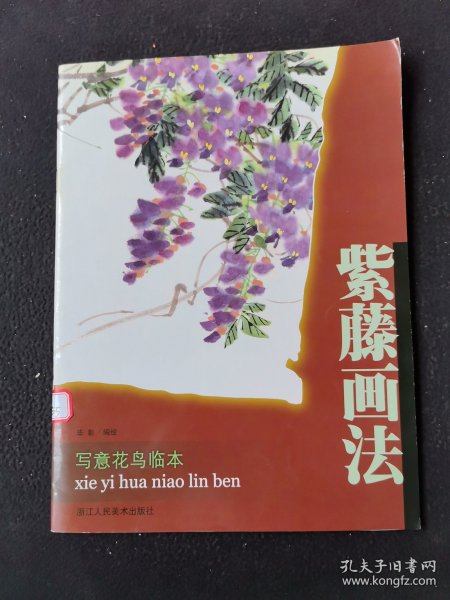 紫藤画法
编绘
写意花鸟临本
xie yi hua niao lin ben
浙江人民美术出版社
孔夫子旧书网
www.kongfz.com